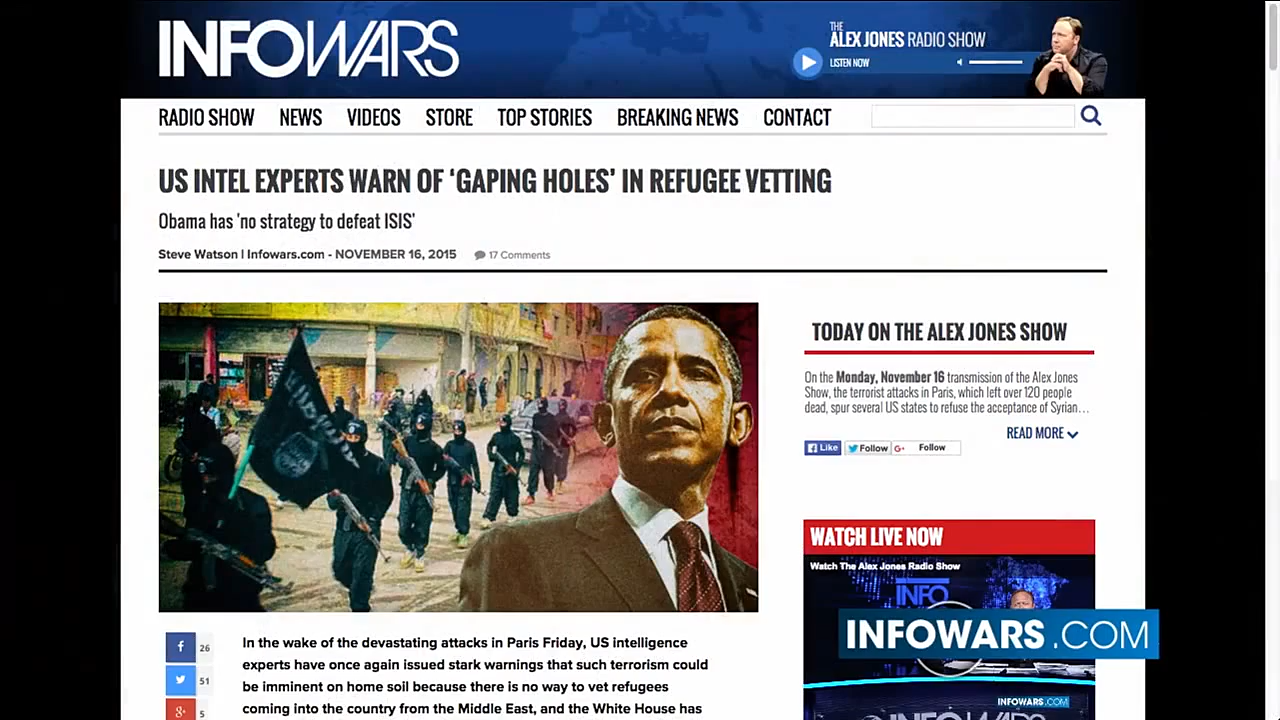 INFOWARS
THE
ALEX JONES RADIO SHOW
LISTEN NOW
RADIO SHOW NEWS VIDEOS STORE TOP STORIES BREAKING NEWS CONTACT
US INTEL EXPERTS WARN OF ‘GAPING HOLES’ IN REFUGEE VETTING
Obama has 'no strategy to defeat ISIS'
Steve Watson | Infowars.com - NOVEMBER 16, 2015 17 Comments
TODAY ON THE ALEX JONES SHOW
On the Monday, November 16 transmission of the Alex Jones
Show, the terrorist attacks in Paris, which left over 120 people
dead, spur several US states to refuse the acceptance of Syrian...
READ MORE
Like Follow G+ Follow
WATCH LIVE NOW
Watch The Alex Jones Radio Show
INFO
INFOWARS.COM
INFOWARS.COM
INFOWARS
26
51
5
In the wake of the devastating attacks in Paris Friday, US intelligence
experts have once again issued stark warnings that such terrorism could
be imminent on home soil because there is no way to vet refugees
coming into the country from the Middle East, and the White House has